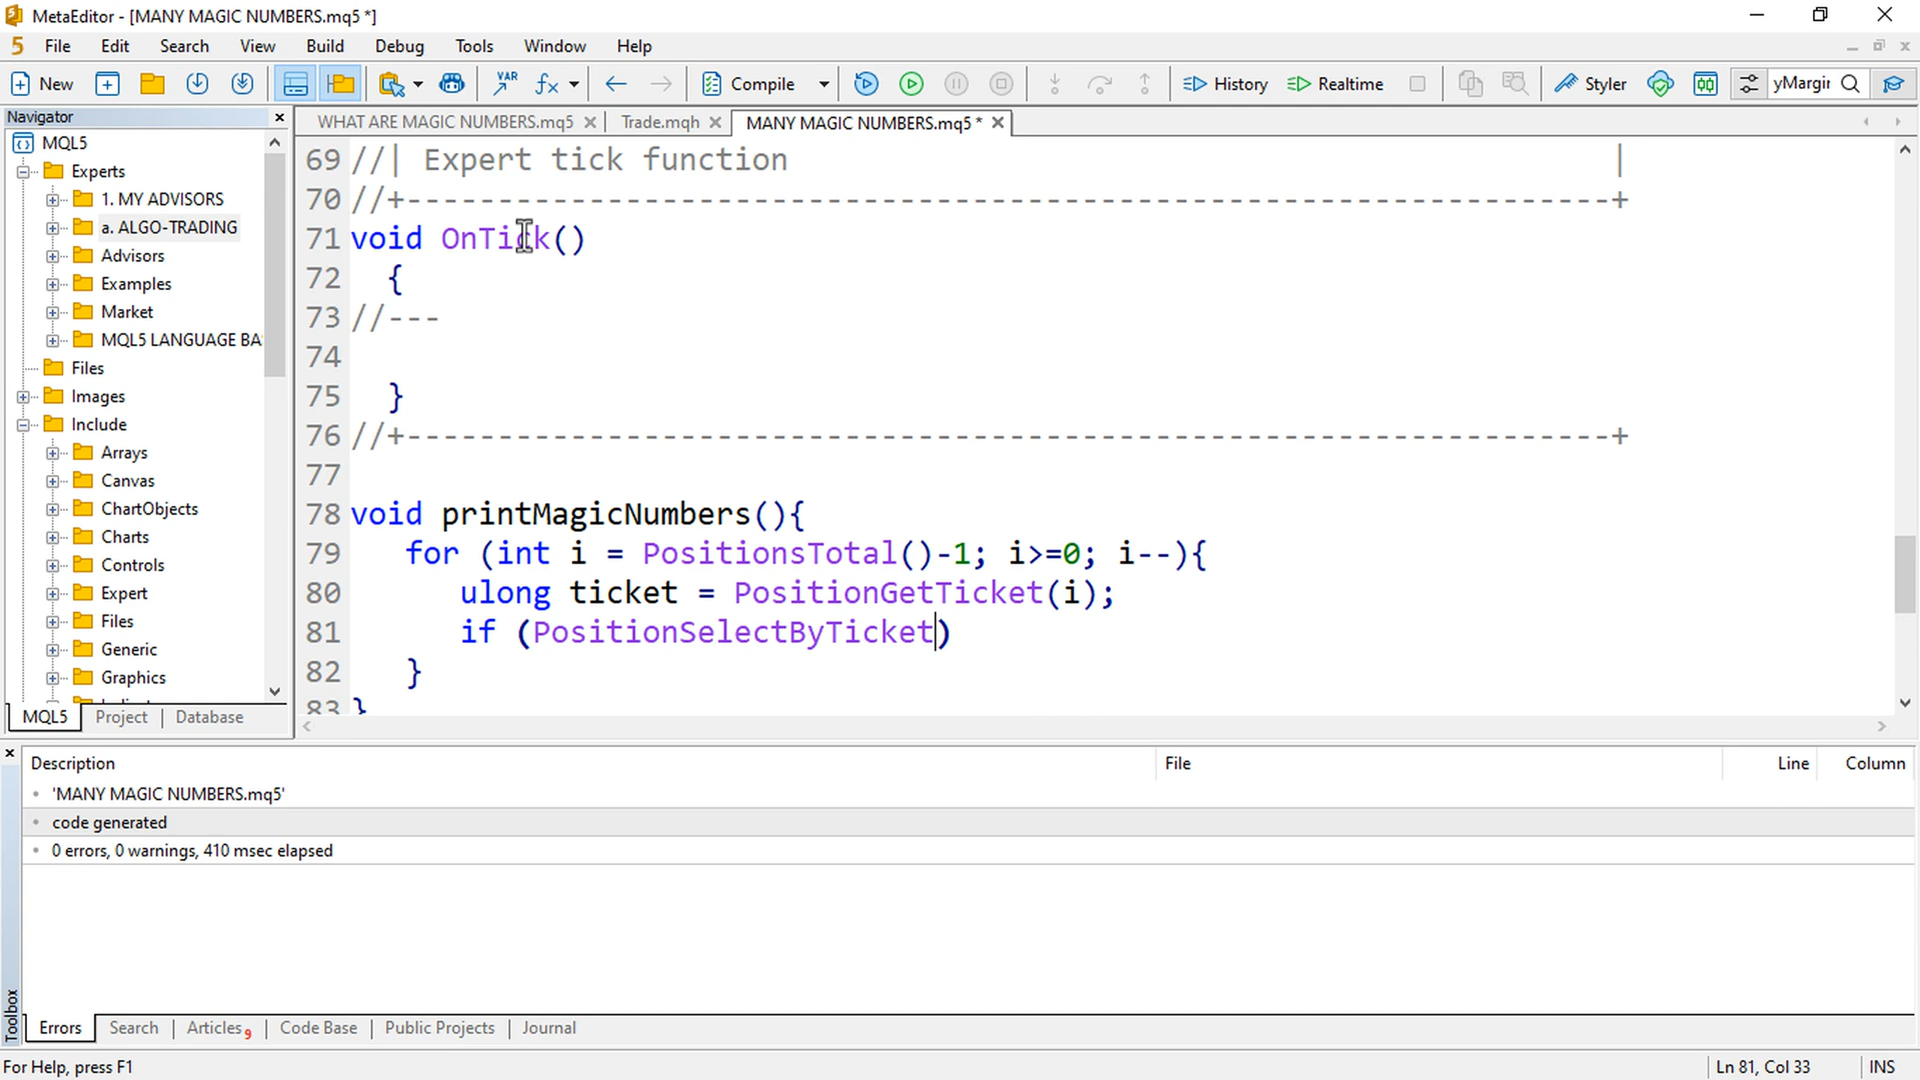 MetaEditor - [MANY MAGIC NUMBERS.mq5 *]
5 File Edit Search View Build Debug Tools Window Help
New VAR Compile History Realtime Styler yMargir
Navigator
MQL5
Experts
1. MY ADVISORS
a. ALGO-TRADING
Advisors
Examples
Market
MQL5 LANGUAGE BA
Files
Images
Include
Arrays
Canvas
ChartObjects
Charts
Controls
Expert
Files
Generic
Graphics
MQL5 Project Database
WHAT ARE MAGIC NUMBERS.mq5 Trade.mqh MANY MAGIC NUMBERS.mq5 *
69 //| Expert tick function |
70 //+------------------------------------------------------------------+
71 void OnTick()
72 {
73 //---
74
75 }
76 //+------------------------------------------------------------------+
77
78 void printMagicNumbers(){
79 for (int i = PositionsTotal()-1; i>=0; i--){
80 ulong ticket = PositionGetTicket(i);
81 if (PositionSelectByTicket)
82 }
83 }
Description File Line Column
'MANY MAGIC NUMBERS.mq5'
code generated
0 errors, 0 warnings, 410 msec elapsed
Toolbox
Errors Search Articles 9 Code Base Public Projects Journal
For Help, press F1 Ln 81, Col 33 INS